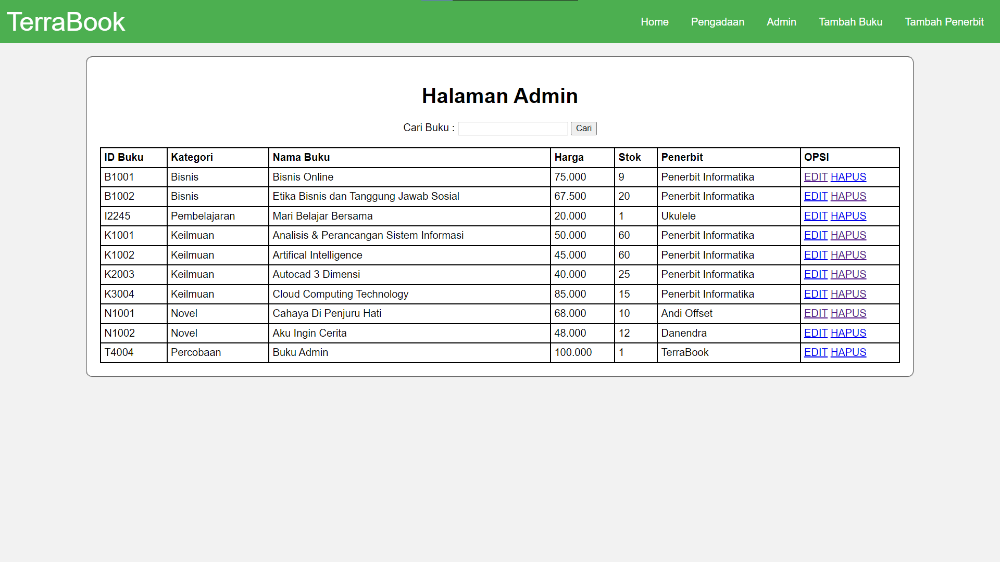 TerraBook Home Pengadaan Admin Tambah Buku Tambah Penerbit
Halaman Admin
Cari Buku : Cari
ID Buku Kategori Nama Buku Harga Stok Penerbit OPSI
B1001 Bisnis Bisnis Online 75.000 9 Penerbit Informatika EDIT HAPUS
B1002 Bisnis Etika Bisnis dan Tanggung Jawab Sosial 67.500 20 Penerbit Informatika EDIT HAPUS
I2245 Pembelajaran Mari Belajar Bersama 20.000 1 Ukulele EDIT HAPUS
K1001 Keilmuan Analisis & Perancangan Sistem Informasi 50.000 60 Penerbit Informatika EDIT HAPUS
K1002 Keilmuan Artifical Intelligence 45.000 60 Penerbit Informatika EDIT HAPUS
K2003 Keilmuan Autocad 3 Dimensi 40.000 25 Penerbit Informatika EDIT HAPUS
K3004 Keilmuan Cloud Computing Technology 85.000 15 Penerbit Informatika EDIT HAPUS
N1001 Novel Cahaya Di Penjuru Hati 68.000 10 Andi Offset EDIT HAPUS
N1002 Novel Aku Ingin Cerita 48.000 12 Danendra EDIT HAPUS
T4004 Percobaan Buku Admin 100.000 1 TerraBook EDIT HAPUS